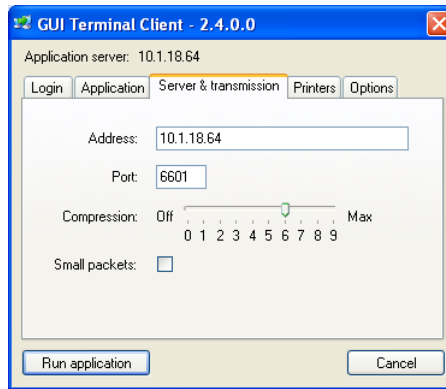 GUI Terminal Client - 2.4.0.0
Application server: 10.1.18.64
Login Application Server & transmission Printers Options
Address: 10.1.18.64
Port: 6601
Compression: Off Max
0 1 2 3 4 5 6 7 8 9
Small packets:
Run application Cancel